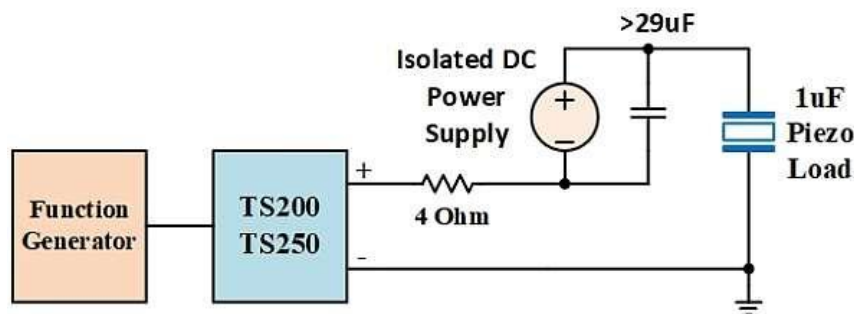 >29uF
Isolated DC
Power
Supply
+
−
1uF
Piezo
Load
Function
Generator
TS200
TS250
+
-
4 Ohm